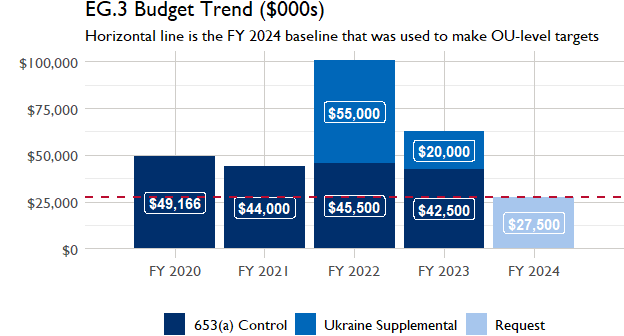 EG.3 Budget Trend ($000s)
Horizontal line is the FY 2024 baseline that was used to make OU-level targets
$100,000
$75,000
$50,000
$25,000
$0
$55,000
$20,000
$49,166
$44,000
$45,500
$42,500
$27,500
FY 2020
FY 2021
FY 2022
FY 2023
FY 2024
653(a) Control
Ukraine Supplemental
Request